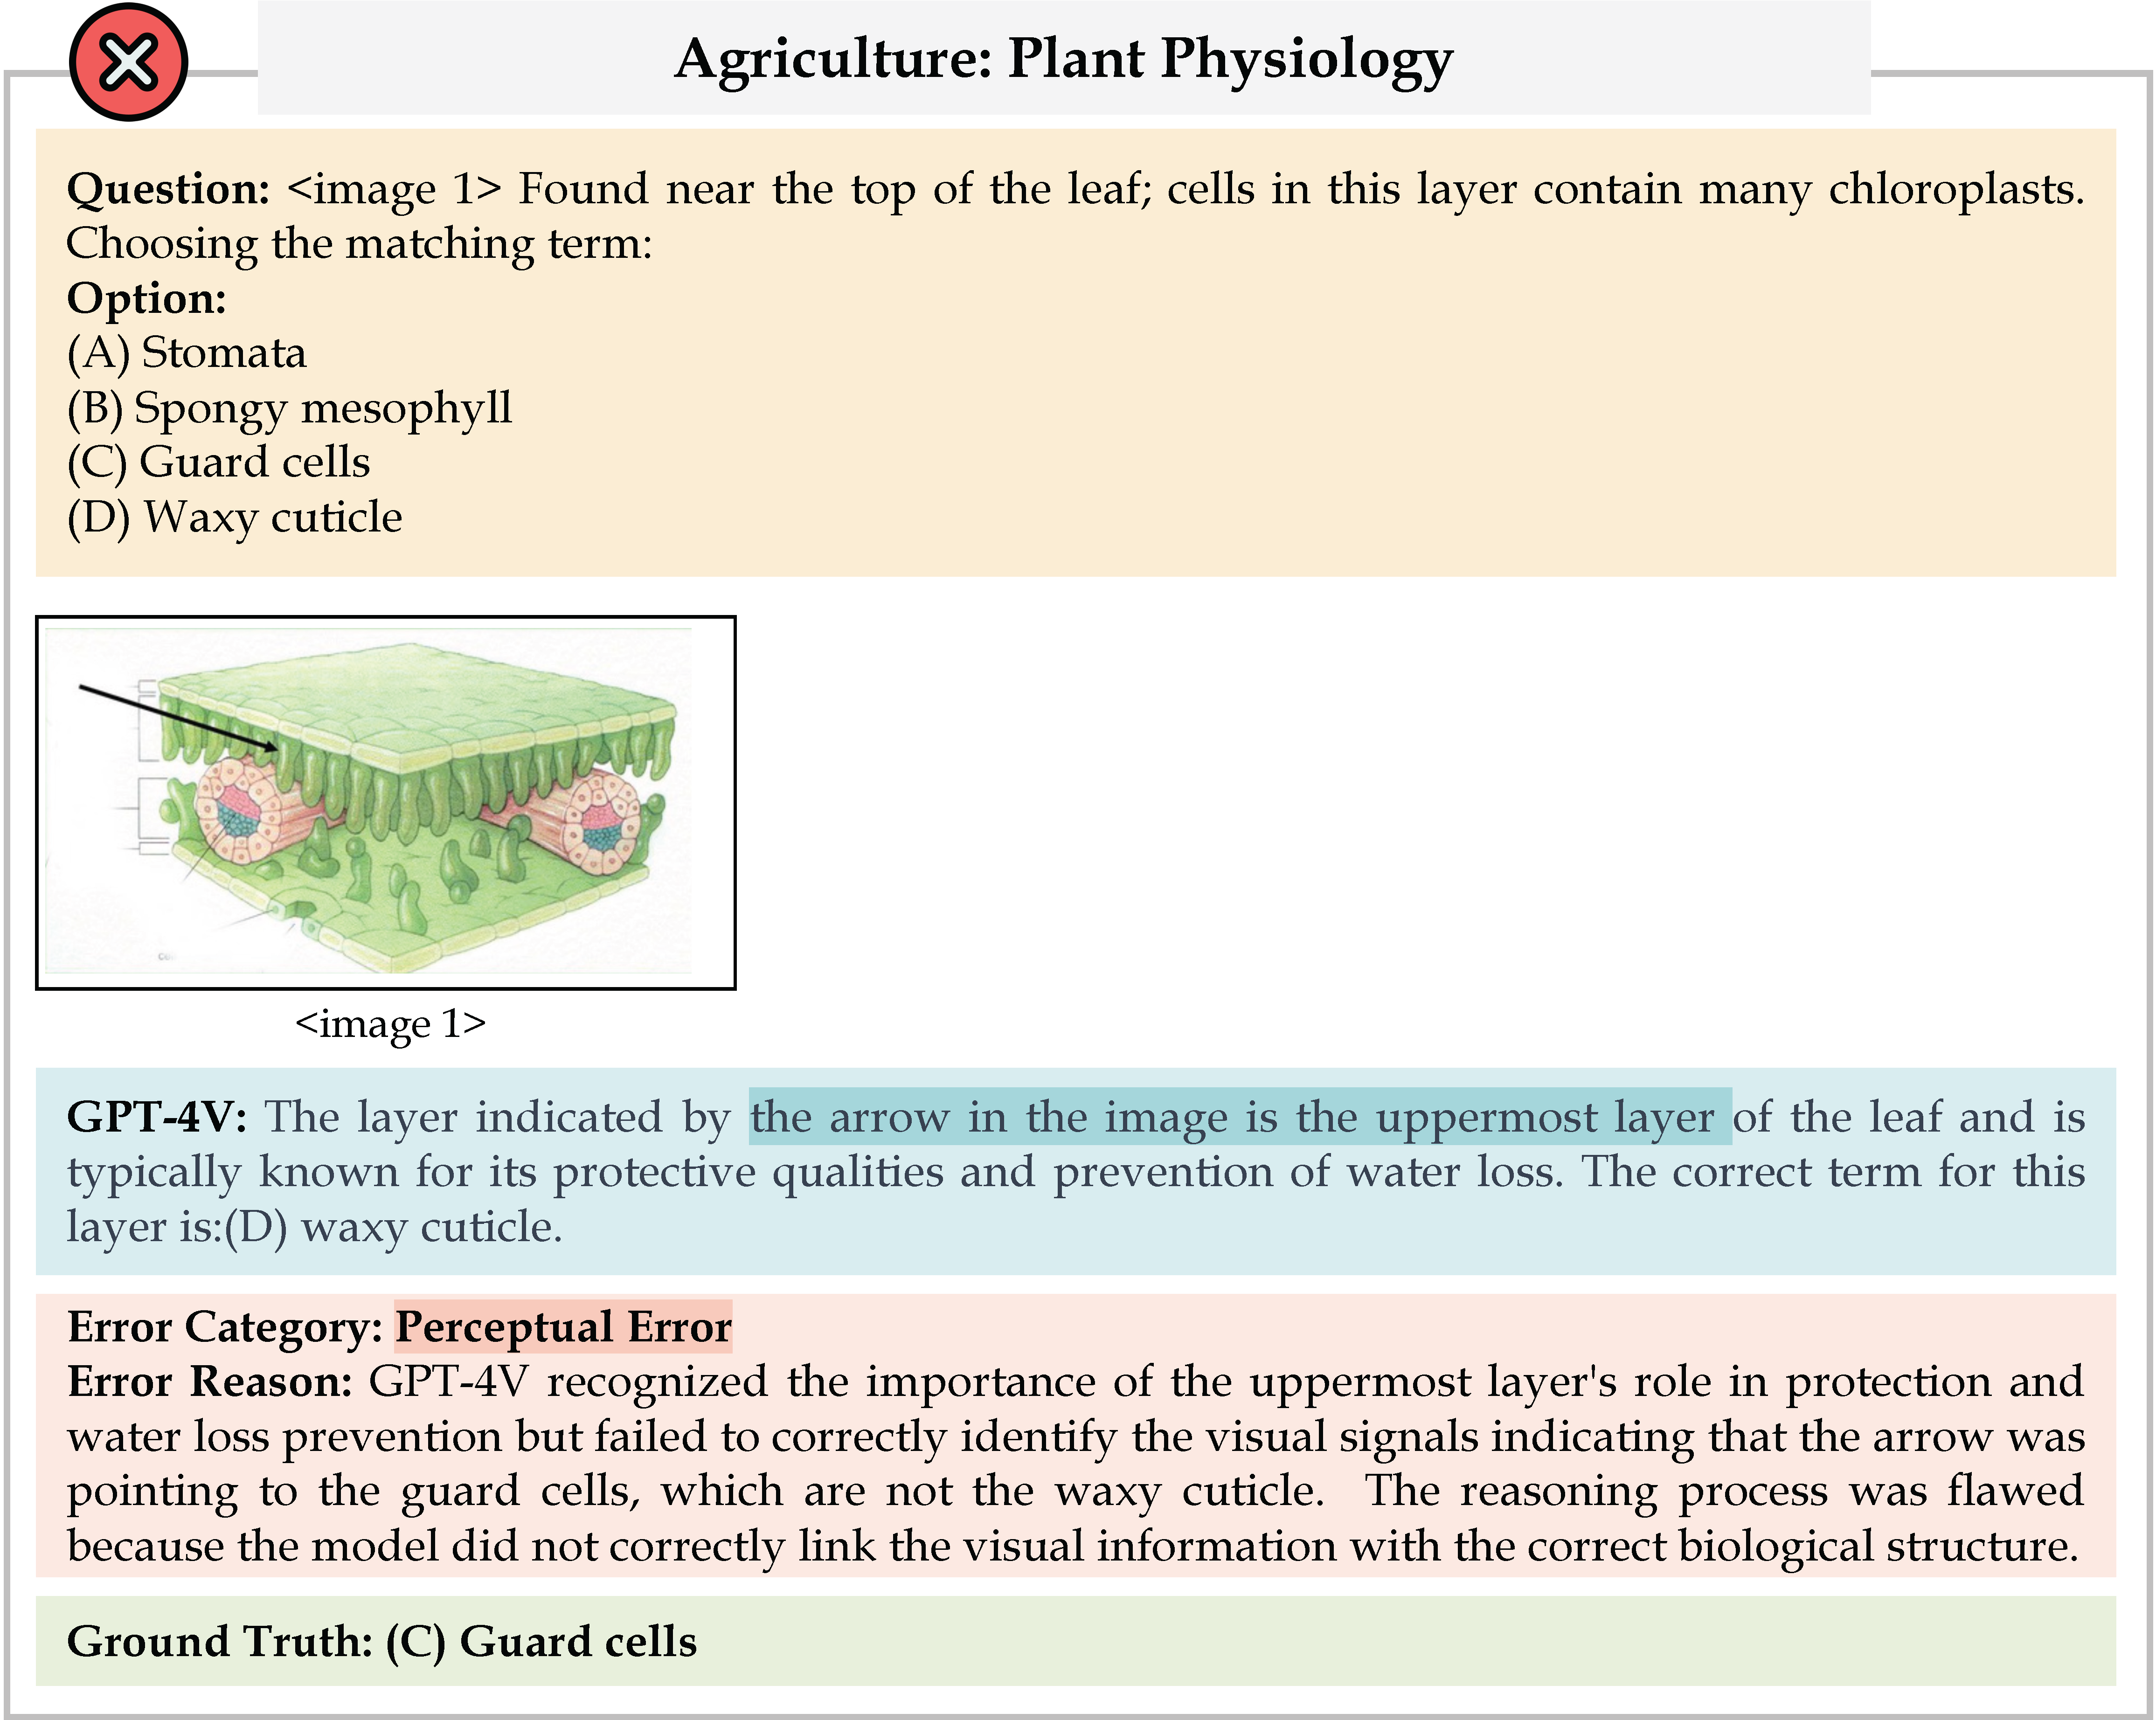 Agriculture: Plant Physiology
Question: <image 1> Found near the top of the leaf; cells in this layer contain many chloroplasts.
Choosing the matching term:
Option:
(A) Stomata
(B) Spongy mesophyll
(C) Guard cells
(D) Waxy cuticle
<image 1>
GPT-4V: The layer indicated by the arrow in the image is the uppermost layer of the leaf and is
typically known for its protective qualities and prevention of water loss. The correct term for this
layer is:(D) waxy cuticle.
Error Category: Perceptual Error
Error Reason: GPT-4V recognized the importance of the uppermost layer's role in protection and
water loss prevention but failed to correctly identify the visual signals indicating that the arrow was
pointing to the guard cells, which are not the waxy cuticle. The reasoning process was flawed
because the model did not correctly link the visual information with the correct biological structure.
Ground Truth: (C) Guard cells